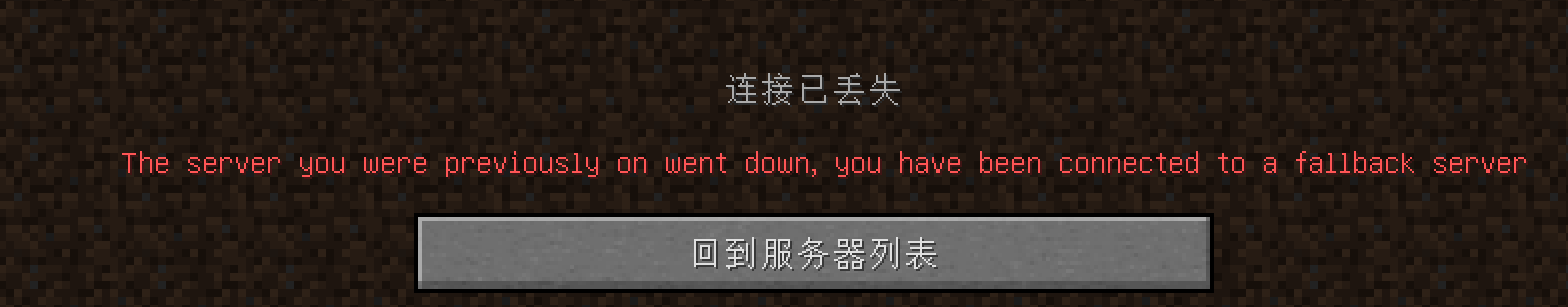 连接已丢失
The server you were previously on went down, you have been connected to a fallback server
回到服务器列表